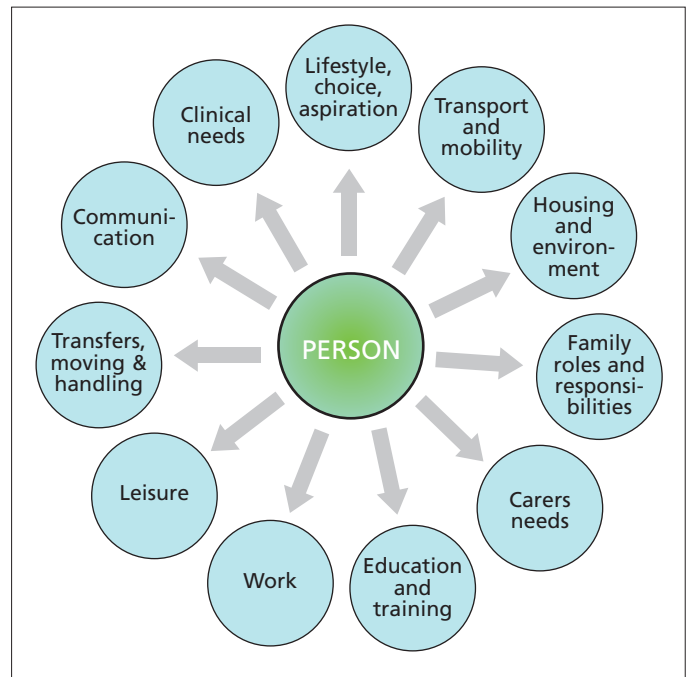 Lifestyle,
choice,
aspiration
Transport
and
mobility
Housing
and
environ-
ment
Family
roles and
responsi-
bilities
Carers
needs
Education
and
training
Work
Leisure
Transfers,
moving &
handling
Communi-
cation
Clinical
needs
PERSON